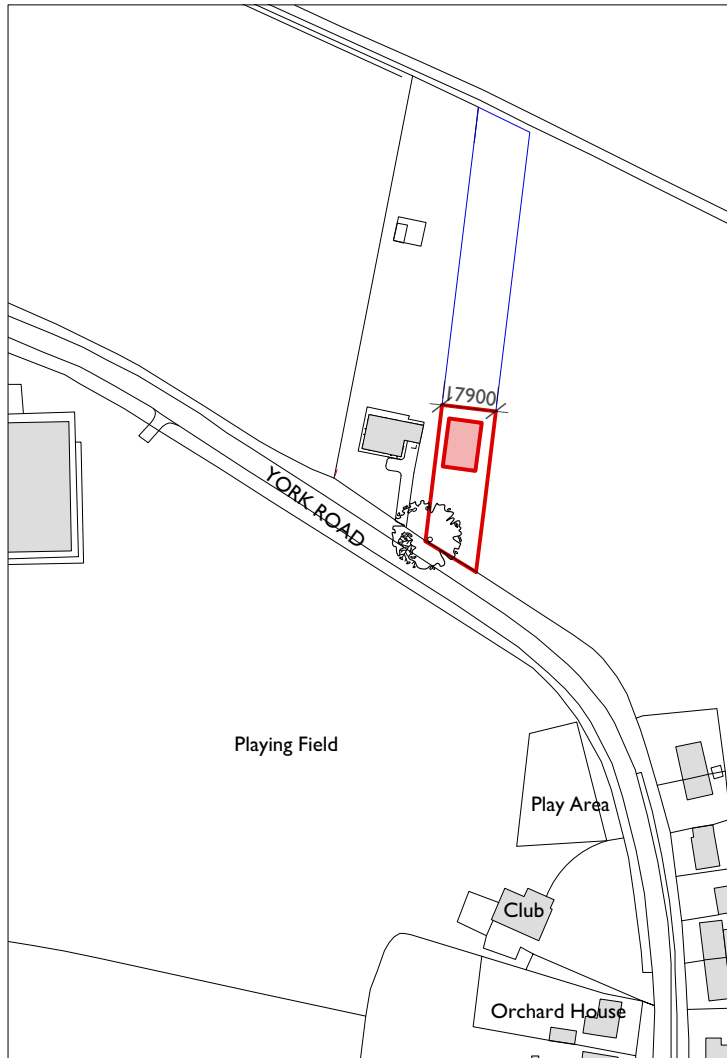 17900
YORK ROAD
Playing Field
Play Area
Club
Orchard House